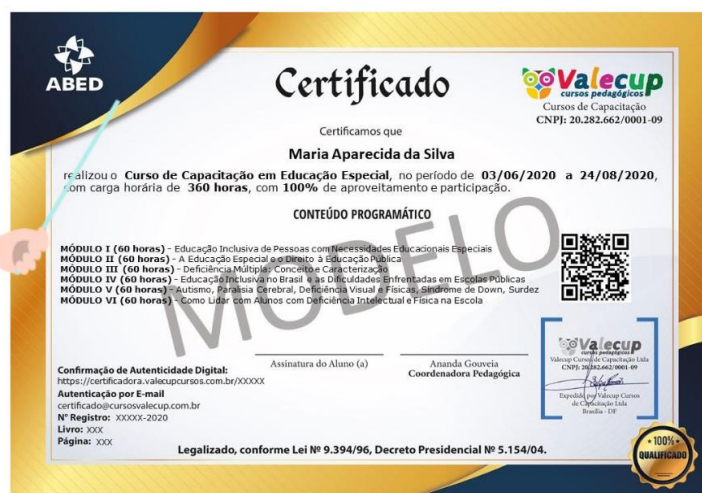 ABED
Certificado
Valecup
cursos pedagógicos
Cursos de Capacitação
CNPJ: 20.282.662/0001-09
Certificamos que
Maria Aparecida da Silva
realizou o Curso de Capacitação em Educação Especial, no período de 03/06/2020 a 24/08/2020,
com carga horária de 360 horas, com 100% de aproveitamento e participação.
CONTEÚDO PROGRAMÁTICO
MÓDULO I (60 horas) - Educação Inclusiva de Pessoas com Necessidades Educacionais Especiais
MÓDULO II (60 horas) - A Educação Especial e o Direito à Educação Pública
MÓDULO III (60 horas) - Deficiência Múltipla: Conceito e Caracterização
MÓDULO IV (60 horas) - Educação Inclusiva no Brasil e as Dificuldades Enfrentadas em Escolas Públicas
MÓDULO V (60 horas) - Autismo, Paralisia Cerebral, Deficiência Visual e Físicas, Síndrome de Down, Surdez
MÓDULO VI (60 horas) - Como Lidar com Alunos com Deficiência Intelectual e Física na Escola
MODELO
Assinatura do Aluno (a)
Ananda Gouveia
Coordenadora Pedagógica
Valecup
cursos pedagógicos
Valecup Cursos de Capacitação Ltda
CNPJ: 20.282.662/0001-09
Expedido por Valecup Cursos
de Capacitação Ltda
Brasília - DF
Confirmação de Autenticidade Digital:
https://certificadora.valecupcursos.com.br/XXXXX
Autenticação por E-mail
certificado@cursosvalecup.com.br
N° Registro: XXXXX-2020
Livro: XXX
Página: XXX
Legalizado, conforme Lei Nº 9.394/96, Decreto Presidencial Nº 5.154/04.
100%
QUALIFICADO